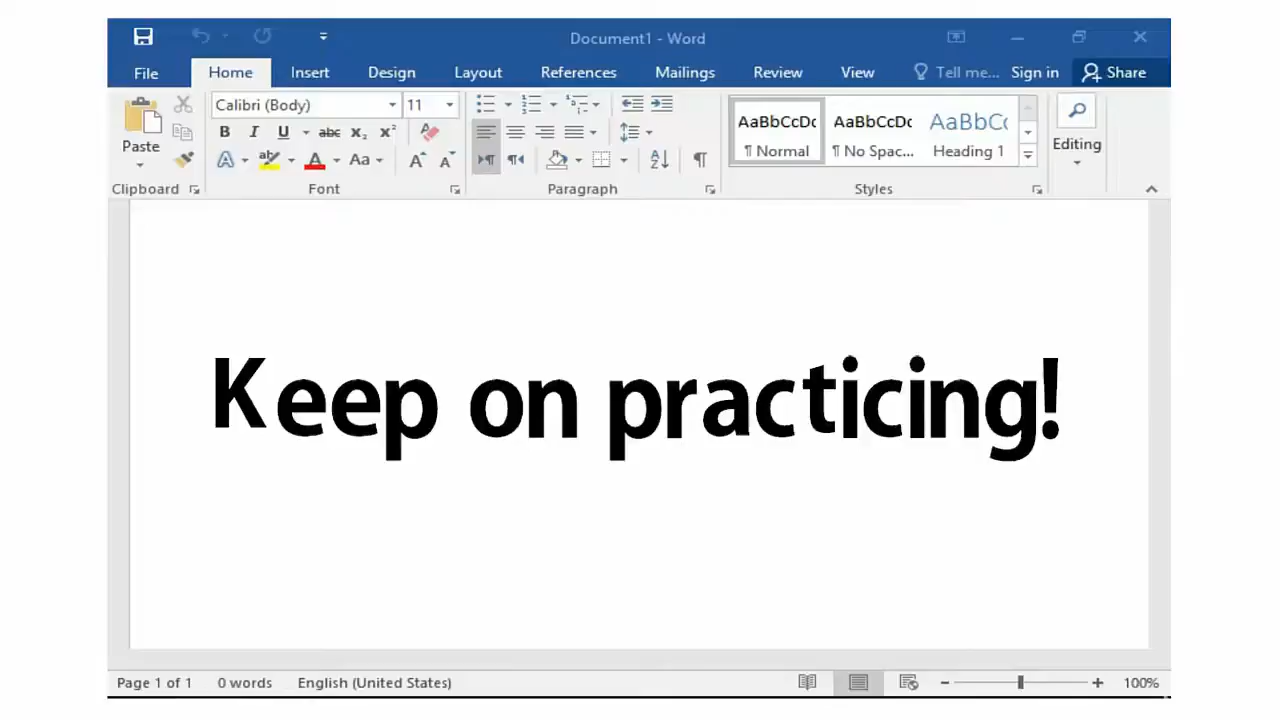 Document1 - Word
File Home Insert Design Layout References Mailings Review View Tell me... Sign in Share
Calibri (Body) 11 AaBbCcDc AaBbCcDc AaBbCc
Paste B I U abc x₂ x² ¶ Normal ¶ No Spac... Heading 1 Editing
A ab A Aa A A A Z ¶
Clipboard Font Paragraph Styles
Keep on practicing!
Page 1 of 1 0 words English (United States) 100%